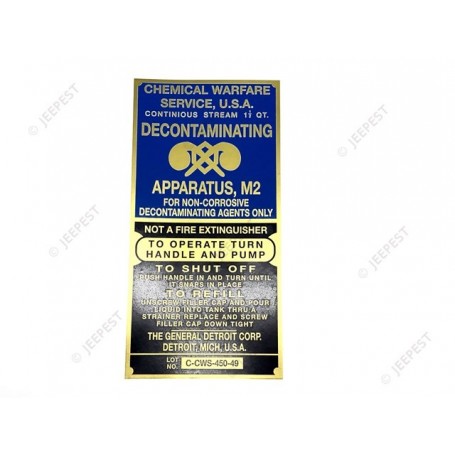 CHEMICAL WARFARE
SERVICE, U.S.A.
CONTINIOUS STREAM 1½ QT.
DECONTAMINATING
APPARATUS, M2
FOR NON-CORROSIVE
DECONTAMINATING AGENTS ONLY
NOT A FIRE EXTINGUISHER
TO OPERATE TURN
HANDLE AND PUMP
TO SHUT OFF
PUSH HANDLE IN AND TURN UNTIL
IT SNAPS IN PLACE
TO REFILL
UNSCREW FILLER CAP AND POUR
LIQUID INTO TANK THRU A
STRAINER REPLACE AND SCREW
FILLER CAP DOWN TIGHT
THE GENERAL DETROIT CORP.
DETROIT, MICH, U.S.A.
LOT NO. C-CWS-450-49
© JEEPEST
© JEEPEST
© JEEPEST
© JEEPEST
© JEEPEST
© JEEPEST